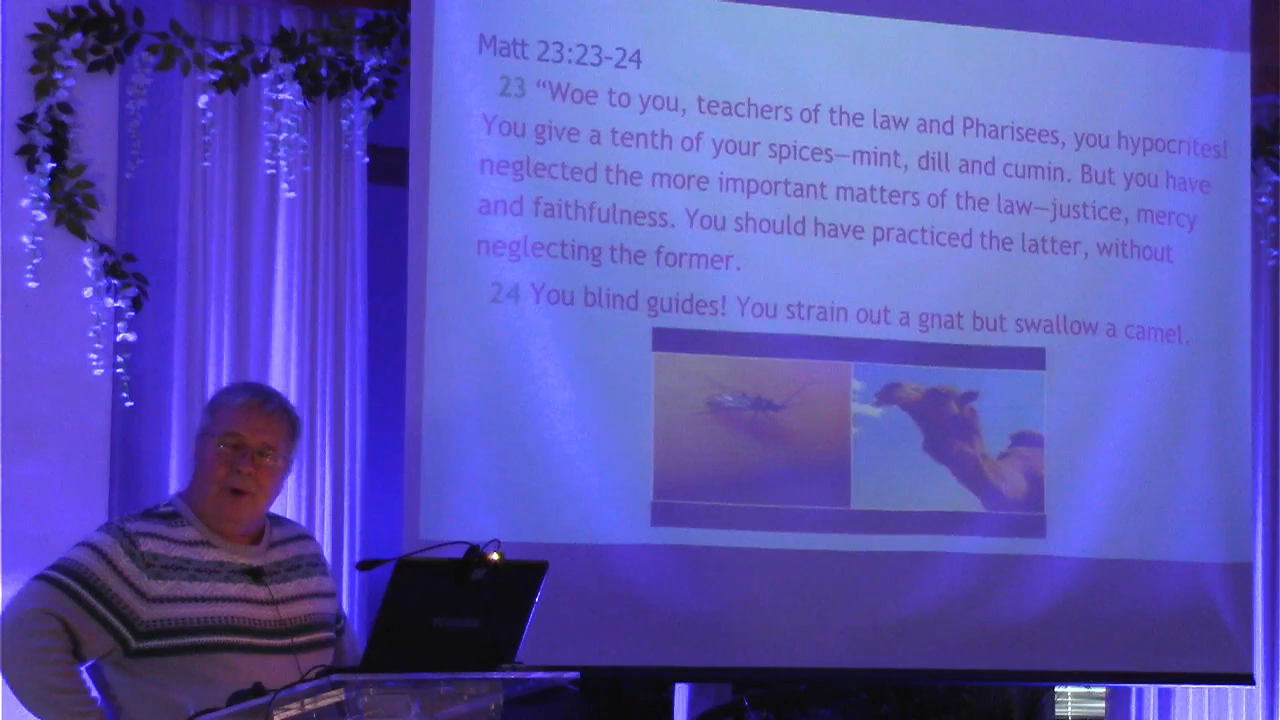 Matt 23:23-24
23 “Woe to you, teachers of the law and Pharisees, you hypocrites!
You give a tenth of your spices—mint, dill and cumin. But you have
neglected the more important matters of the law—justice, mercy
and faithfulness. You should have practiced the latter, without
neglecting the former.
24 You blind guides! You strain out a gnat but swallow a camel.
TOSHIBA